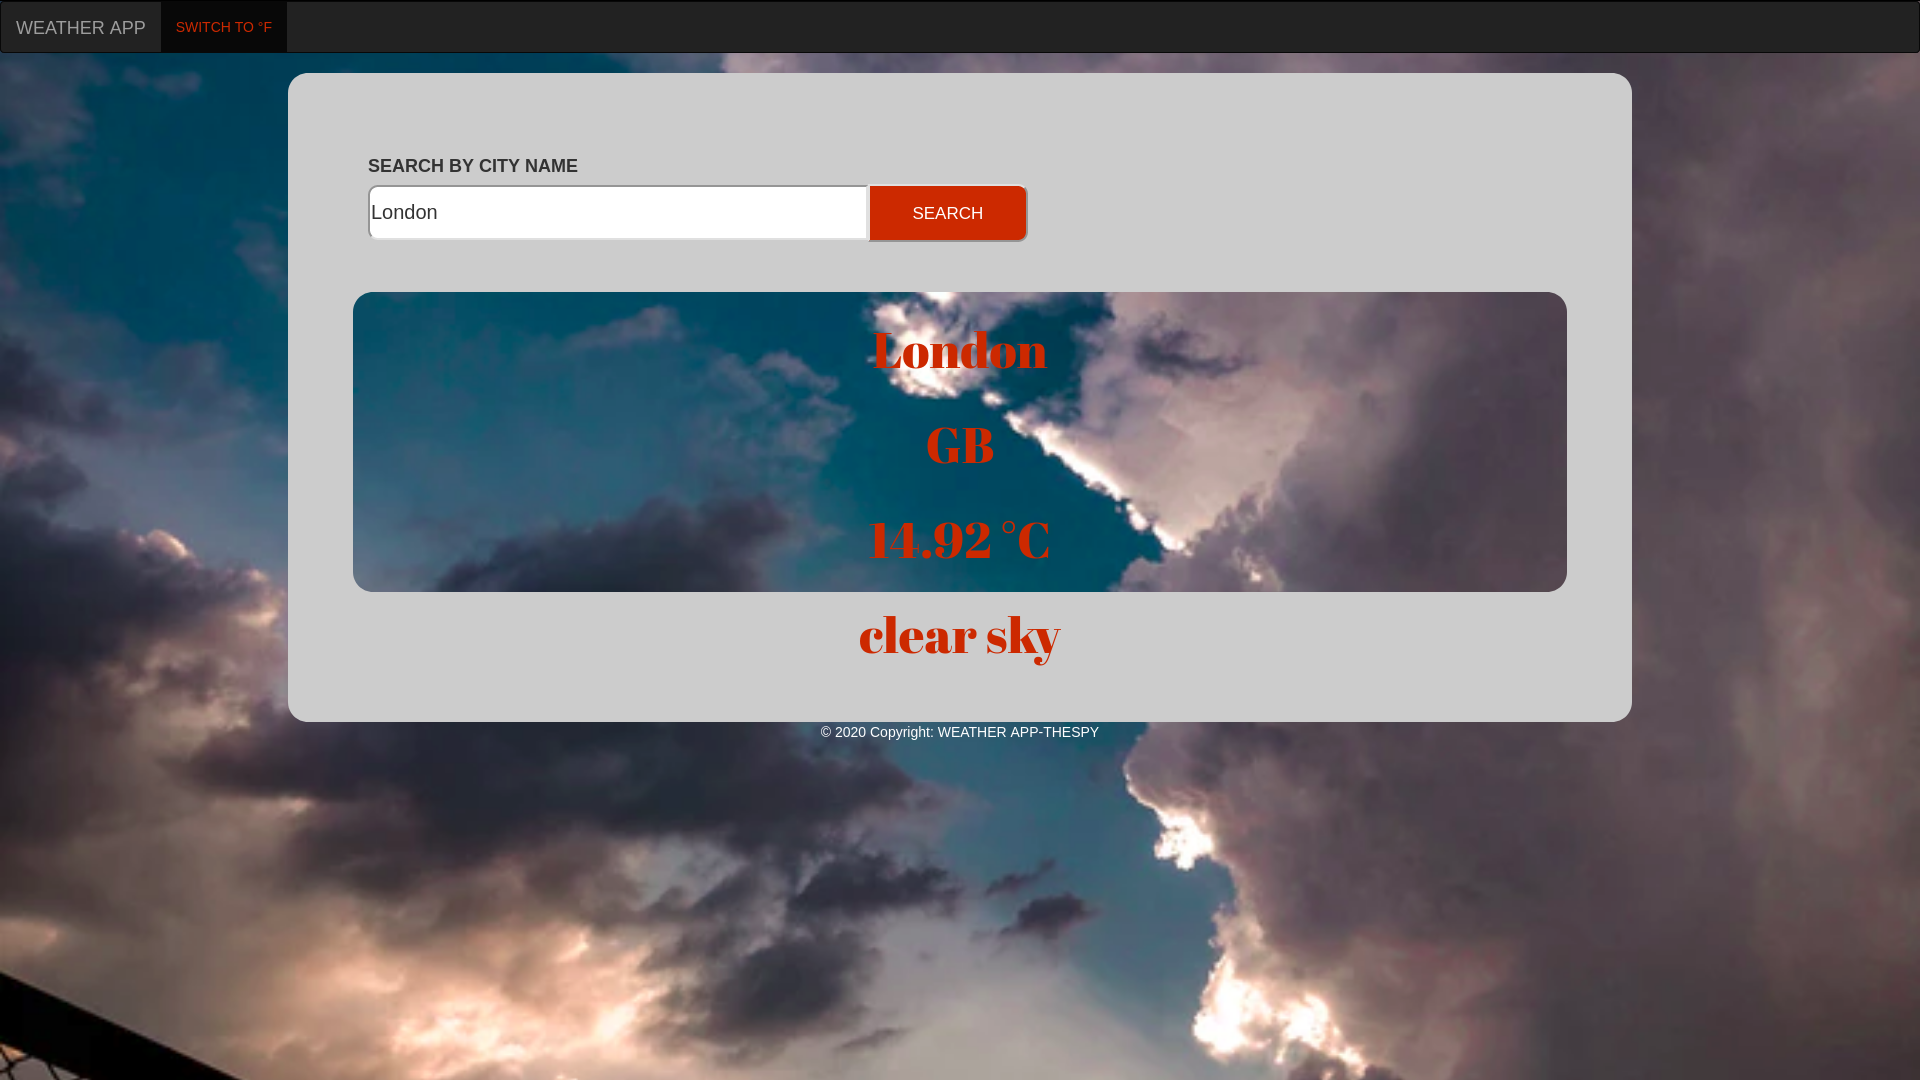 WEATHER APP
SWITCH TO °F
SEARCH BY CITY NAME
London
SEARCH
London
GB
14.92 °C
clear sky
© 2020 Copyright: WEATHER APP-THESPY